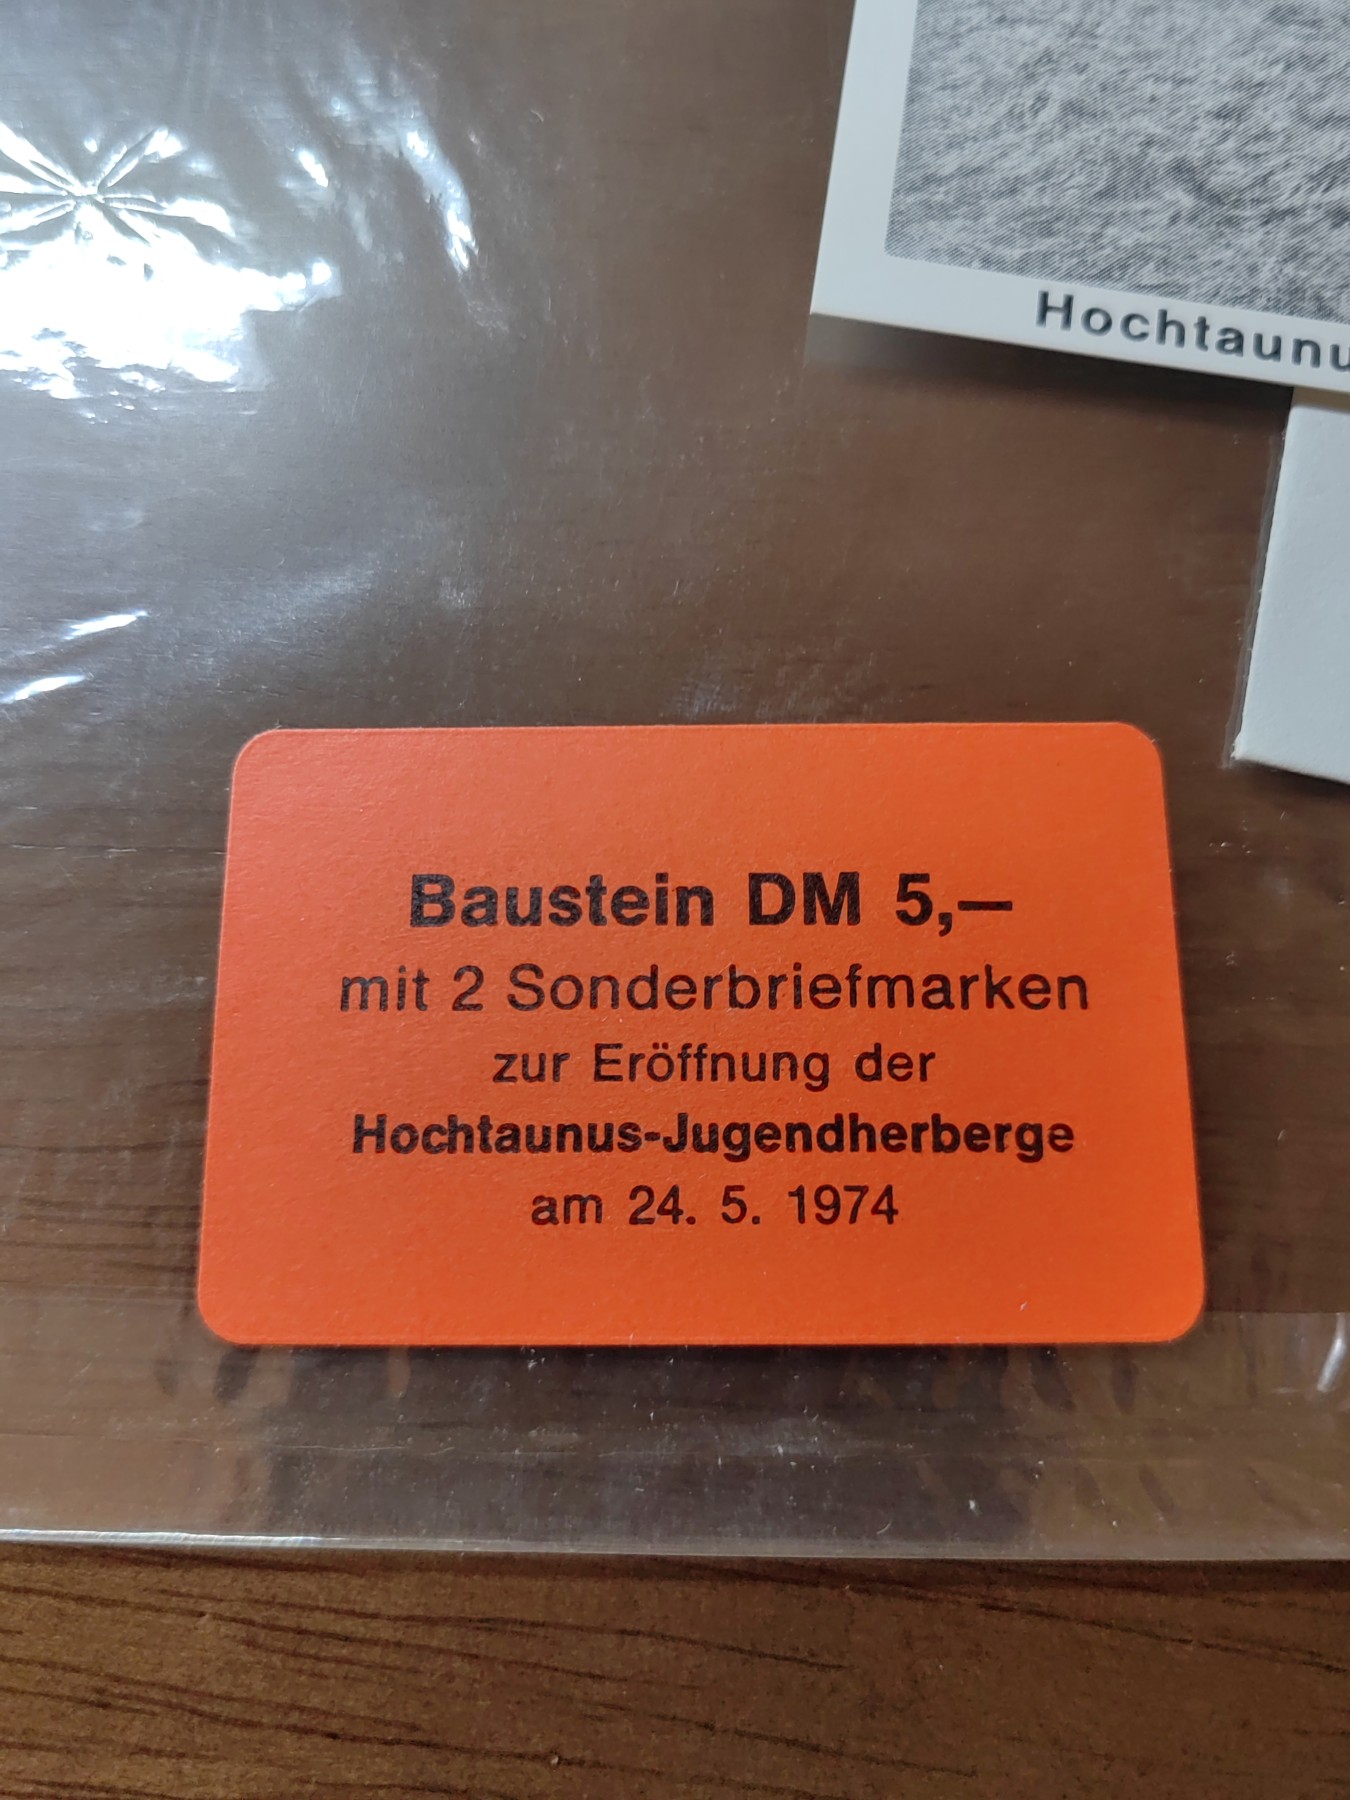 Hochtaunu
Baustein DM 5,—
mit 2 Sonderbriefmarken
zur Eröffnung der
Hochtaunus-Jugendherberge
am 24. 5. 1974